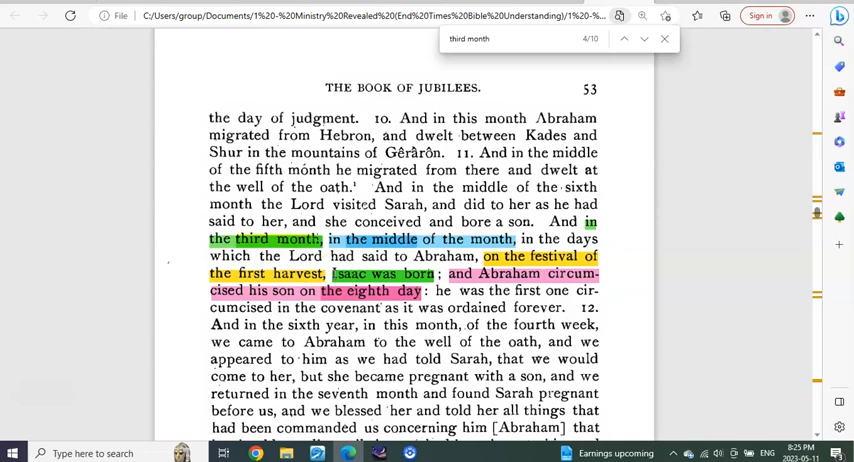 File
C:/Users/group/Documents/1%20-%20Ministry%20Revealed%20(End%20Times%20Bible%20Understanding)/1%20-%...
Sign in
third month
4/10
THE BOOK OF JUBILEES. 53
the day of judgment. 10. And in this month Abraham
migrated from Hebron, and dwelt between Kades and
Shur in the mountains of Gêrârôn. 11. And in the middle
of the fifth mónth he migrated from there and dwelt at
the well of the oath.¹ And in the middle of the sixth
month the Lord visited Sarah, and did to her as he had
said to her, and she conceived and bore a son. And in
the third month, in the middle of the month, in the days
which the Lord had said to Abraham, on the festival of
the first harvest, Isaac was born; and Abraham circum-
cised his son on the eighth day: he was the first one cir-
cumcised in the covenant as it was ordained forever. 12.
And in the sixth year, in this month, of the fourth week,
we came to Abraham to the well of the oath, and we
appeared to him as we had told Sarah, that we would
come to her, but she became pregnant with a son, and we
returned in the seventh month and found Sarah pregnant
before us, and we blessed her and told her all things that
had been commanded us concerning him [Abraham] that
Type here to search
Earnings upcoming
ENG
8:25 PM
2023-05-11